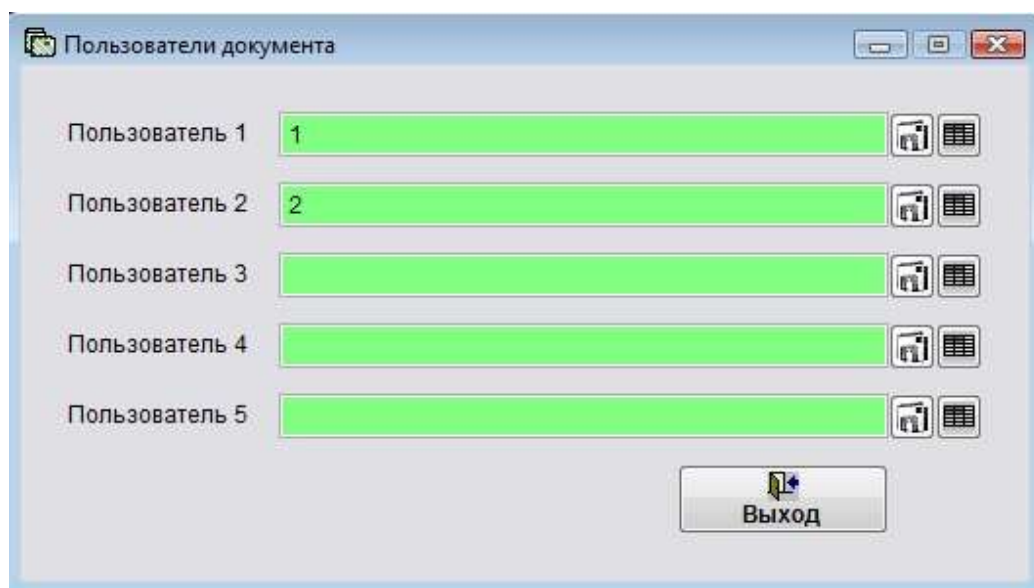 Пользователи документа
Пользователь 1 1
Пользователь 2 2
Пользователь 3
Пользователь 4
Пользователь 5
Выход